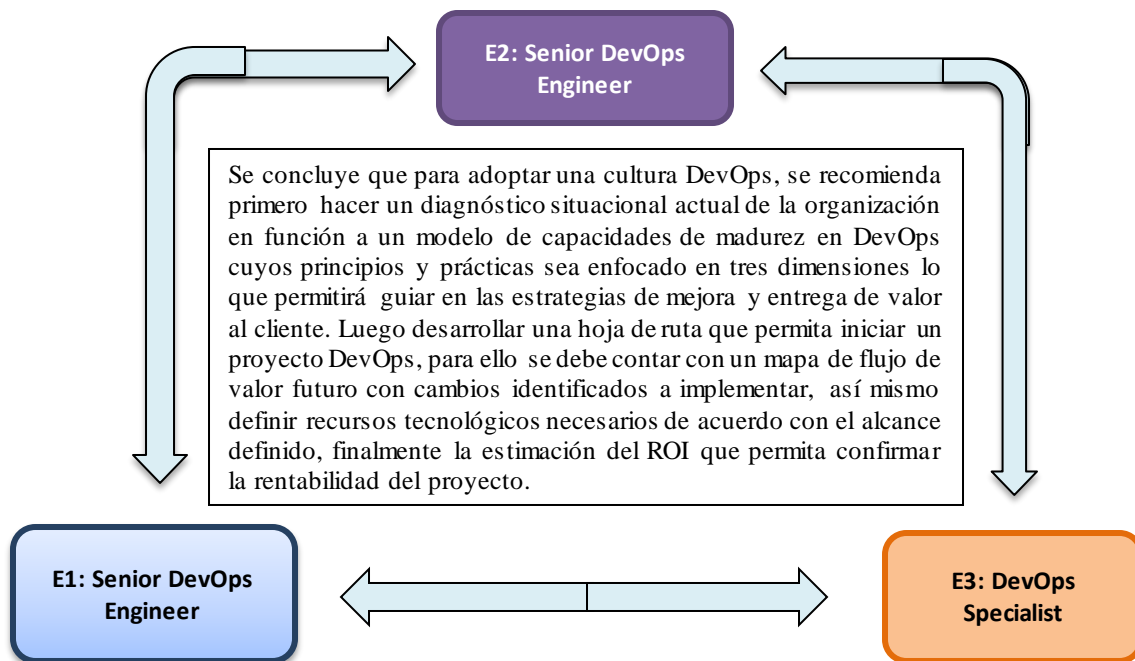 E2: Senior DevOps
Engineer
Se concluye que para adoptar una cultura DevOps, se recomienda
primero hacer un diagnóstico situacional actual de la organización
en función a un modelo de capacidades de madurez en DevOps
cuyos principios y prácticas sea enfocado en tres dimensiones lo
que permitirá guiar en las estrategias de mejora y entrega de valor
al cliente. Luego desarrollar una hoja de ruta que permita iniciar un
proyecto DevOps, para ello se debe contar con un mapa de flujo de
valor futuro con cambios identificados a implementar, así mismo
definir recursos tecnológicos necesarios de acuerdo con el alcance
definido, finalmente la estimación del ROI que permita confirmar
la rentabilidad del proyecto.
E1: Senior DevOps
Engineer
E3: DevOps
Specialist